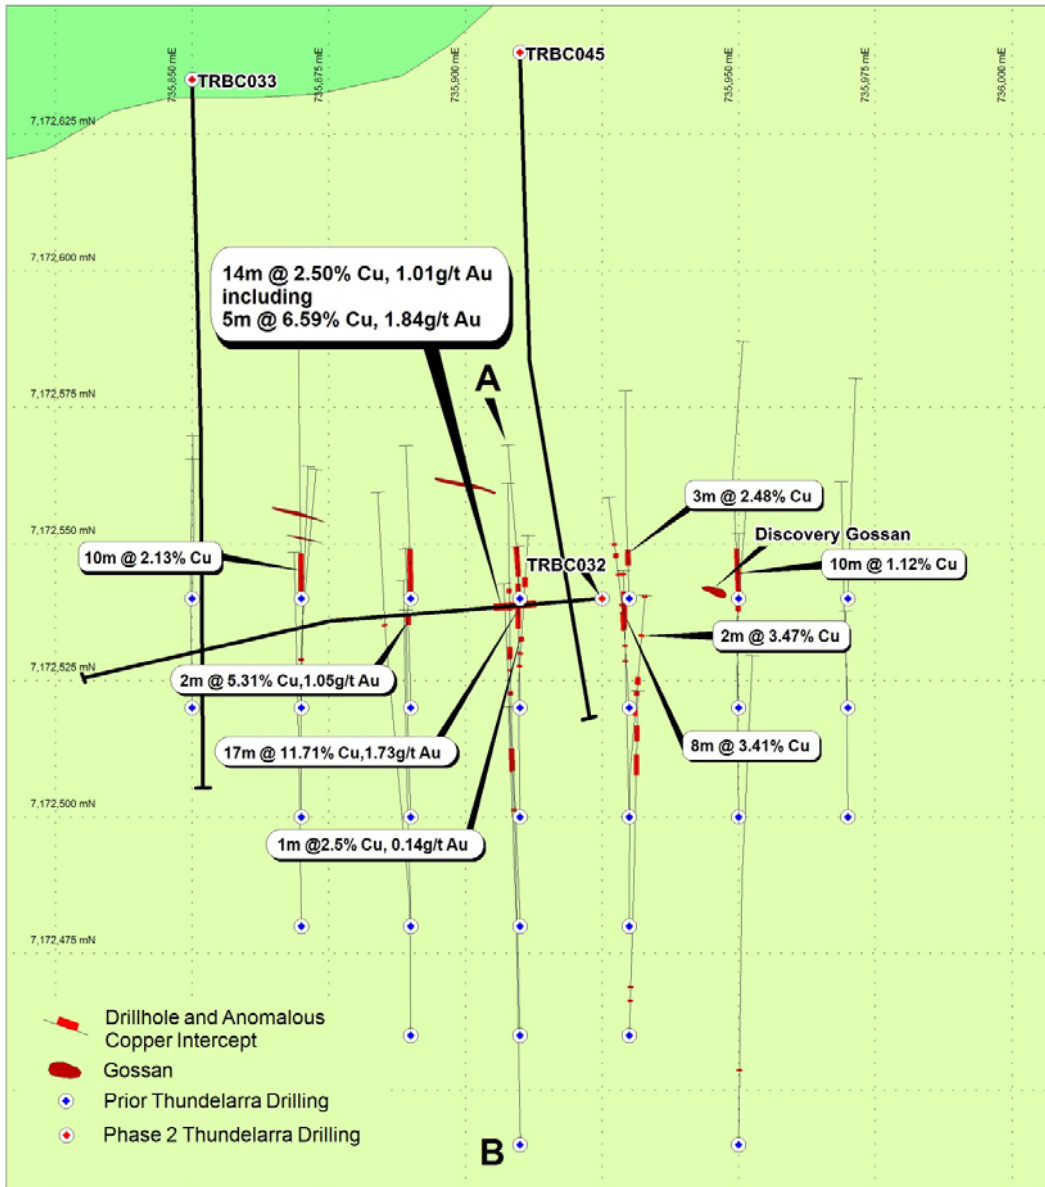 735,850 mE
735,875 mE
735,900 mE
735,950 mE
735,975 mE
736,000 mE
TRBC033
TRBC045
7,172,625 mN
7,172,600 mN
14m @ 2.50% Cu, 1.01g/t Au
including
5m @ 6.59% Cu, 1.84g/t Au
A
7,172,575 mN
3m @ 2.48% Cu
Discovery Gossan
7,172,550 mN
10m @ 2.13% Cu
TRBC032
10m @ 1.12% Cu
2m @ 3.47% Cu
7,172,525 mN
2m @ 5.31% Cu,1.05g/t Au
17m @ 11.71% Cu,1.73g/t Au
8m @ 3.41% Cu
7,172,500 mN
1m @2.5% Cu, 0.14g/t Au
7,172,475 mN
Drillhole and Anomalous
Copper Intercept
Gossan
Prior Thundelarra Drilling
Phase 2 Thundelarra Drilling
B